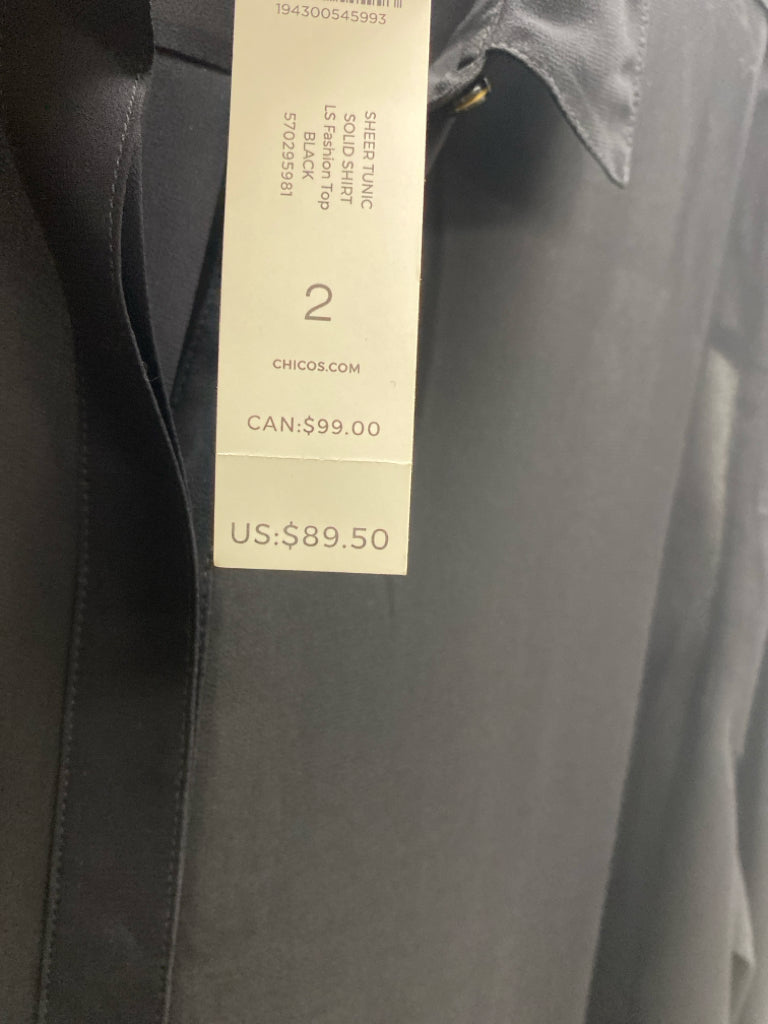 194300545993
SHEER TUNIC
SOLID SHIRT
LS Fashion Top
BLACK
570295981
2
CHICOS.COM
CAN:$99.00
US:$89.50